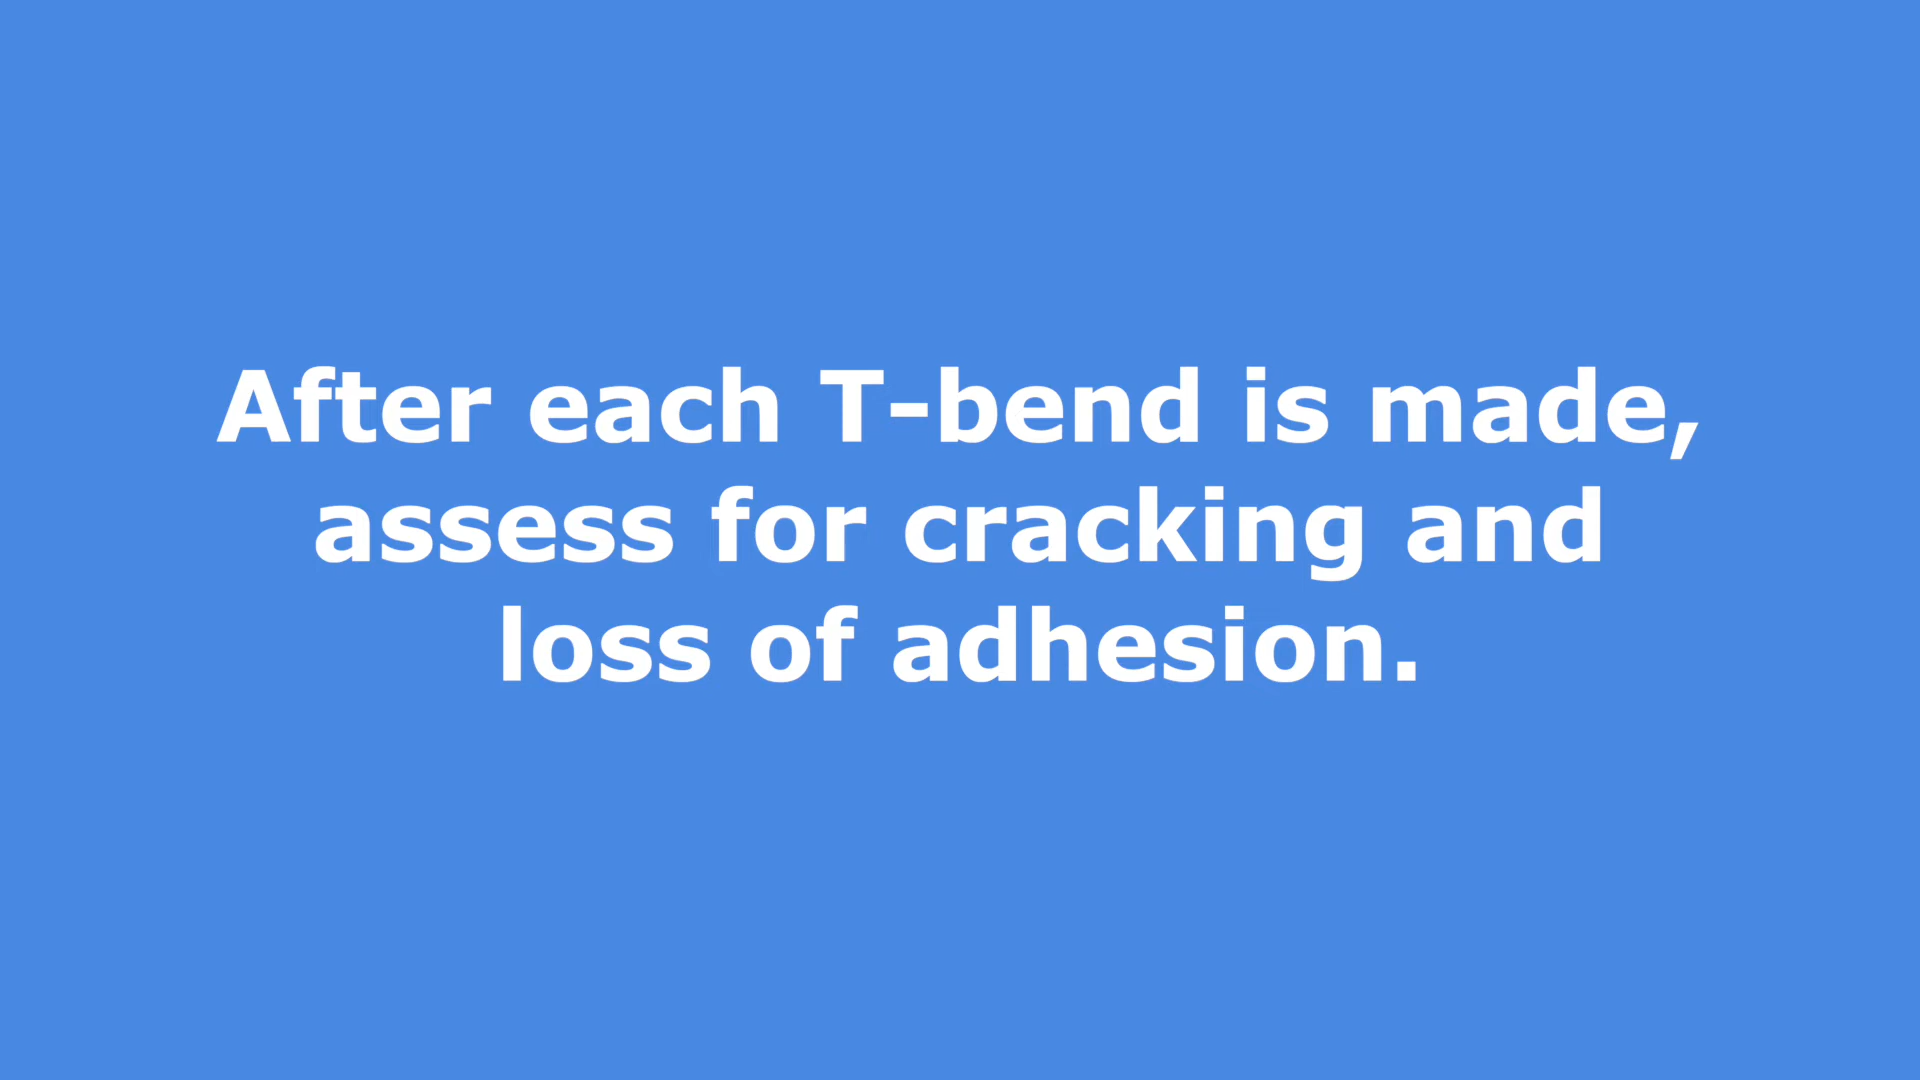 After each T-bend is made,
assess for cracking and
loss of adhesion.